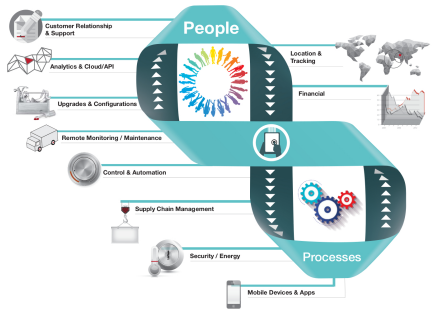 People
Customer Relationship
& Support
Analytics & Cloud/API
Upgrades & Configurations
Remote Monitoring / Maintenance
Control & Automation
Supply Chain Management
Security / Energy
Mobile Devices & Apps
Location &
Tracking
Financial
Processes